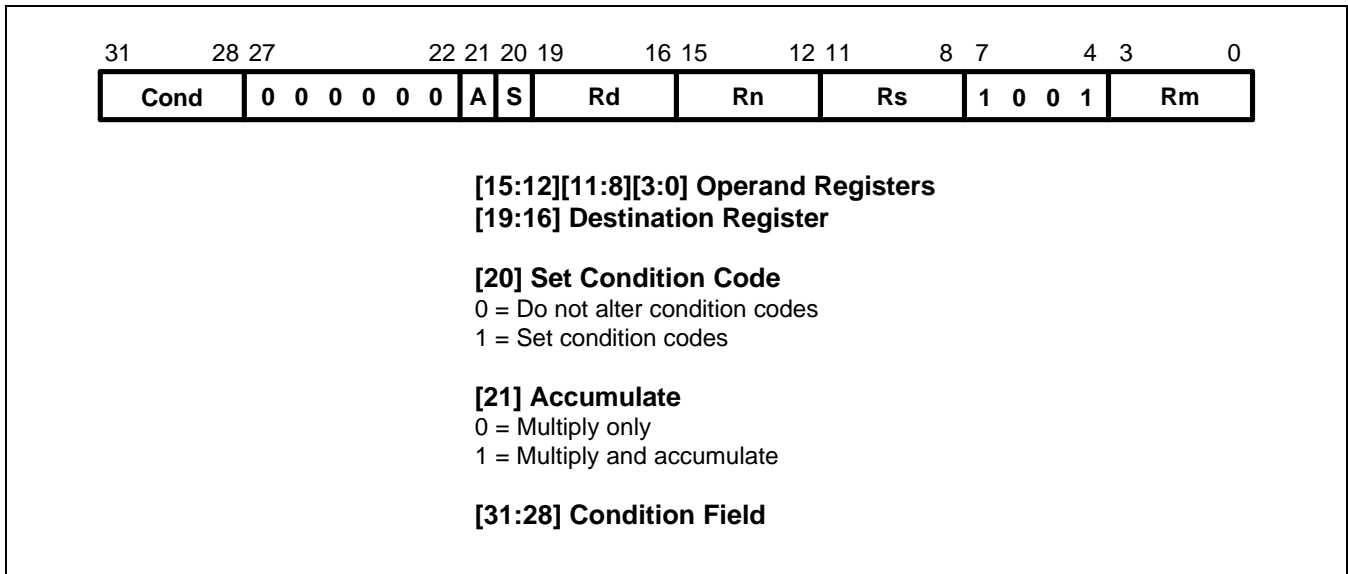 31 28 27 22 21 20 19 16 15 12 11 8 7 4 3 0
Cond 0 0 0 0 0 0 A S Rd Rn Rs 1 0 0 1 Rm
[15:12][11:8][3:0] Operand Registers
[19:16] Destination Register
[20] Set Condition Code
0 = Do not alter condition codes
1 = Set condition codes
[21] Accumulate
0 = Multiply only
1 = Multiply and accumulate
[31:28] Condition Field